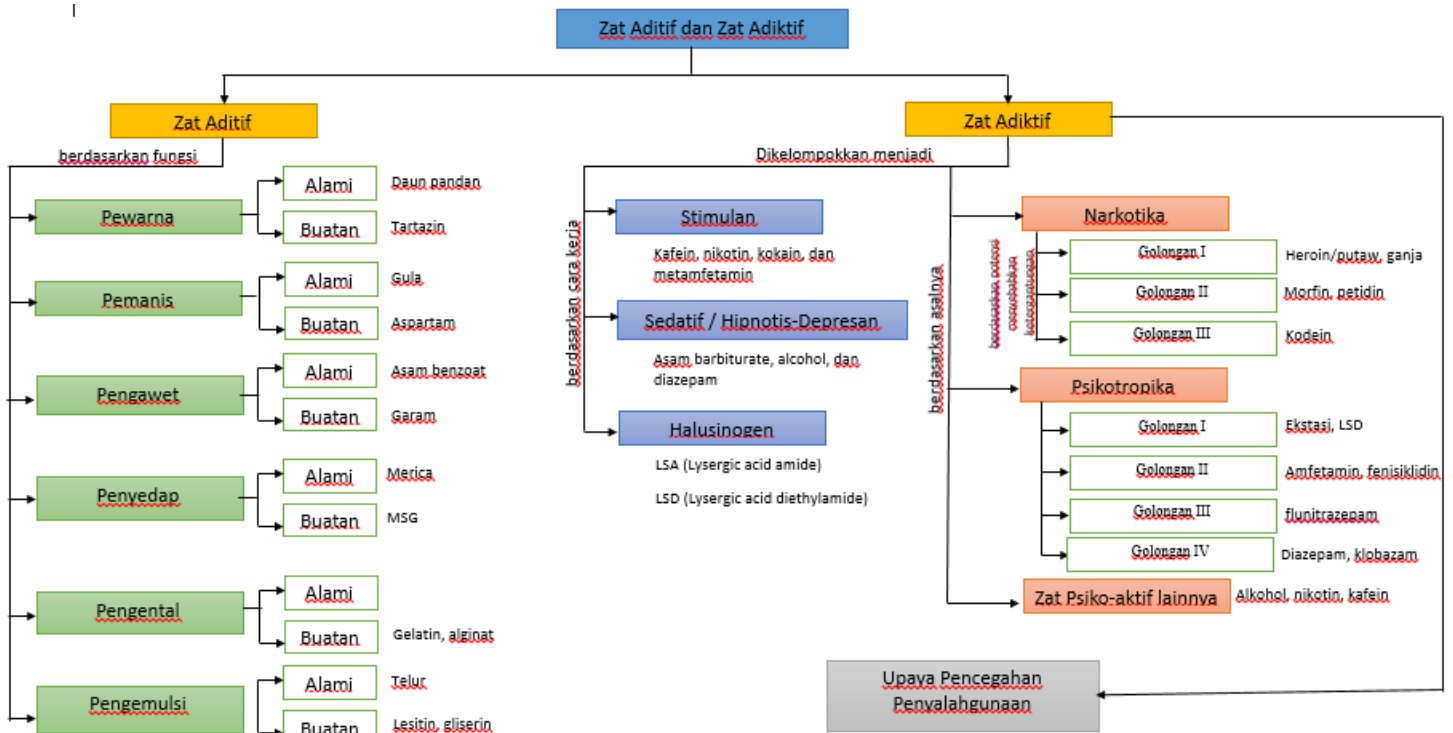 Zat Aditif dan Zat Adiktif
Zat Aditif
berdasarkan fungsi
Pewarna
Alami
Daun pandan
Buatan
Tartazin
Pemanis
Alami
Gula
Buatan
Aspartam
Pengawet
Alami
Asam benzoat
Buatan
Garam
Penyedap
Alami
Merica
Buatan
MSG
Pengental
Alami
Buatan
Gelatin, alginat
Pengemulsi
Alami
Telur
Buatan
Lesitin, gliserin
Zat Adiktif
Dikelompokkan menjadi
berdasarkan cara kerja
Stimulan
Kafein, nikotin, kokain, dan
metamfetamin
Sedatif / Hipnotis-Depresan
Asam barbiturate, alcohol, dan
diazepam
Halusinogen
LSA (Lysergic acid amide)
LSD (Lysergic acid diethylamide)
berdasarkan asalnya
Narkotika
berdasarkan potensi
menyebabkan
ketergantungan
Golongan I
Heroin/putaw, ganja
Golongan II
Morfin, petidin
Golongan III
Kodein
Psikotropika
Golongan I
Ekstasi, LSD
Golongan II
Amfetamin, fenisiklidin
Golongan III
flunitrazepam
Golongan IV
Diazepam, klobazam
Zat Psiko-aktif lainnya
Alkohol, nikotin, kafein
Upaya Pencegahan
Penyalahgunaan